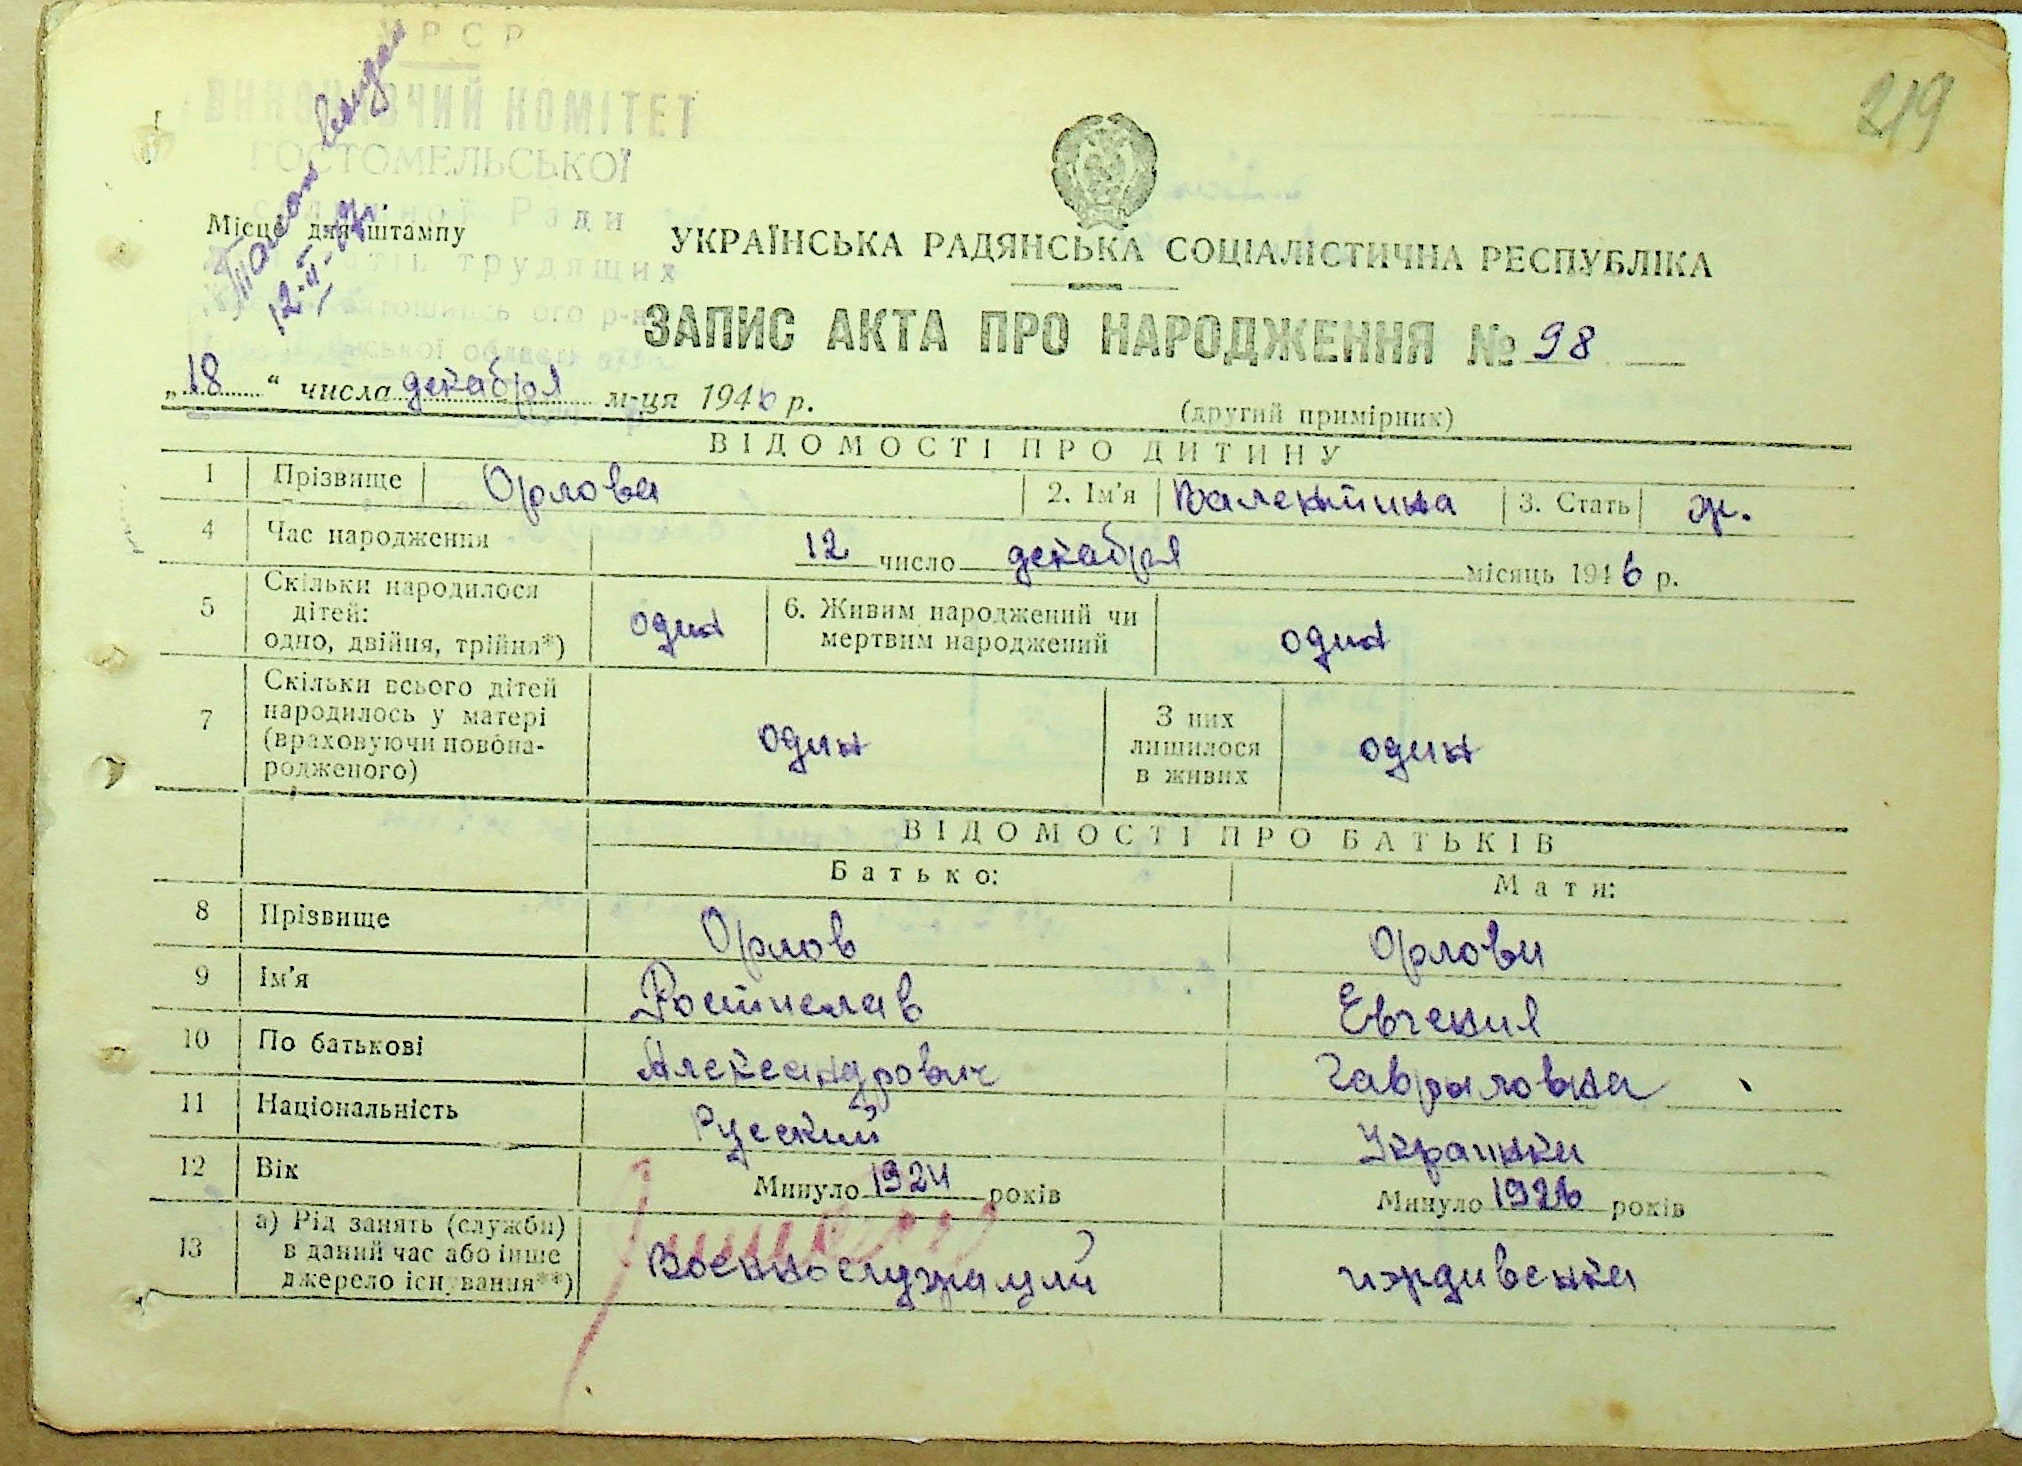 УРСР
ВИКОНАВЧИЙ КОМІТЕТ
ГОСТОМЕЛЬСЬКОЇ
Ради
трудящих
219
12-II-
Місце для штампу
УКРАЇНСЬКА РАДЯНСЬКА СОЦІАЛІСТИЧНА РЕСПУБЛІКА
ЗАПИС АКТА ПРО НАРОДЖЕННЯ № 98
„18“ числа декабря м-ця 1946 р.
(другий примірник)
ВІДОМОСТІ ПРО ДИТИНУ
1 Прізвище Орлова 2. Ім'я Валентина 3. Стать ж.
4 Час народження 12 число декабря місяць 1946 р.
5 Скільки народилося дітей: одно, двійня, трійня*) один 6. Живим народжений чи мертвим народжений один
7 Скільки всього дітей народилось у матері (враховуючи новонародженого) один З них лишилося в живих один
ВІДОМОСТІ ПРО БАТЬКІВ
Батько: Мати:
8 Прізвище Орлов Орлова
9 Ім'я Ростислав Евгения
10 По батькові Александрович Гавриловна
11 Національність Русский Украинка
12 Вік Минуло 1924 років Минуло 1926 років
13 а) Рід занять (служби) в даний час або інше джерело існування**) Военнослужащий иждивенка